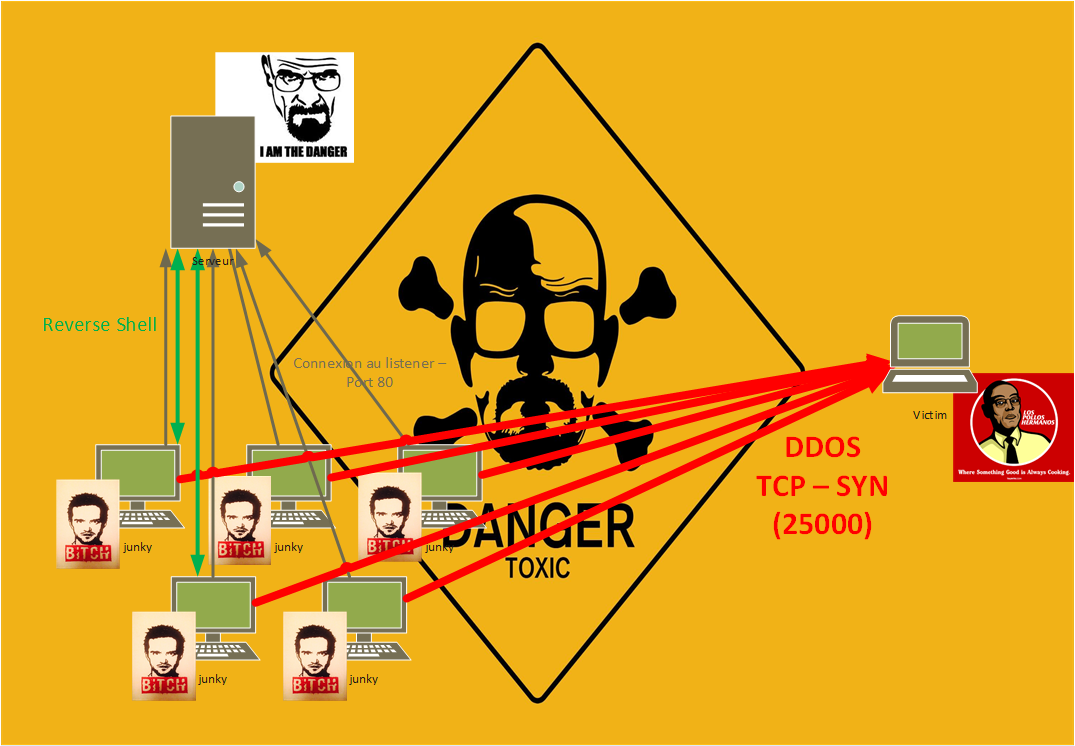 I AM THE DANGER
Serveur
Reverse Shell
Connexion au listener –
Port 80
Victim
LOS
POLLOS
HERMANOS
Where Something Good is Always Cooking.
DDOS
TCP – SYN
(25000)
DANGER
TOXIC
BITCH
junky
BITCH
junky
BITCH
junky
BITCH
junky
BITCH
junky